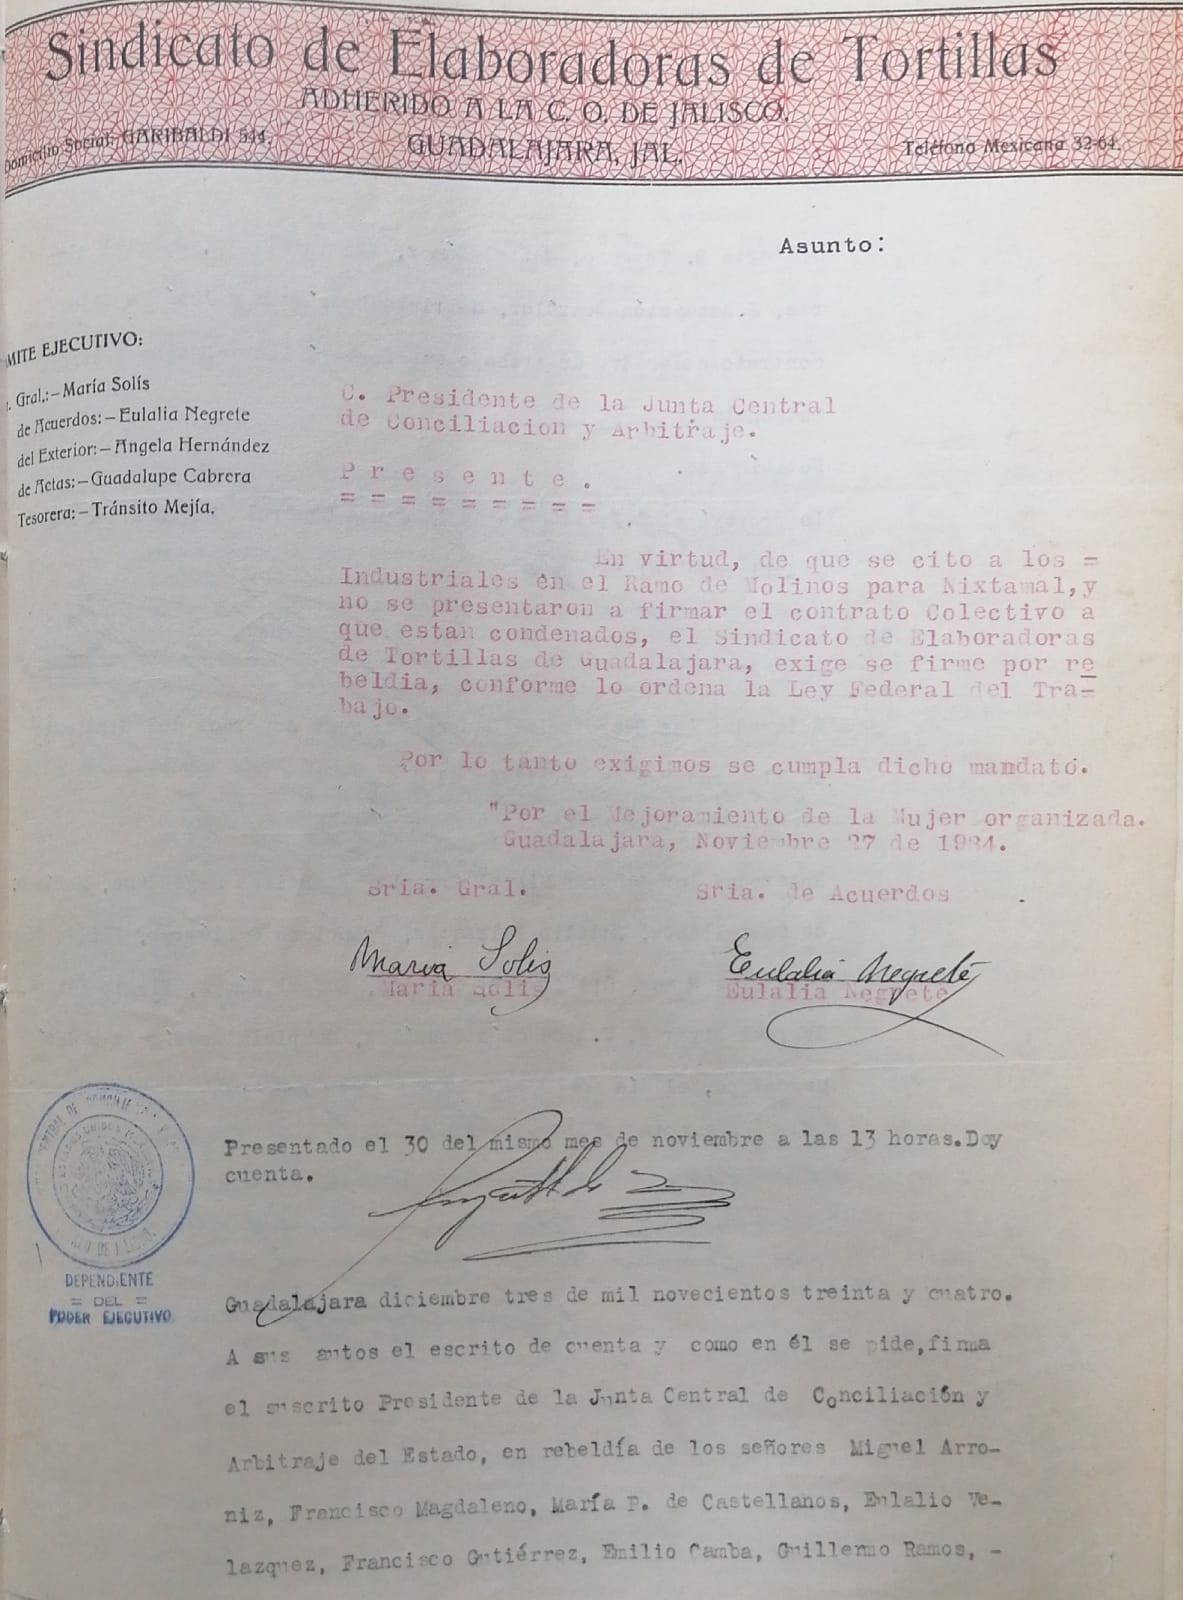 Sindicato de Elaboradoras de Tortillas
ADHERIDO A LA C. O. DE JALISCO.
Domicilio Social: GARIBALDI 544.
GUADALAJARA, JAL.
Teléfono Mexicana 32-64.
Asunto:
MITE EJECUTIVO:
. Gral.:-María Solís
de Acuerdos:-Eulalia Negrete
del Exterior:-Angela Hernández
de Actas:-Guadalupe Cabrera
Tesorera:-Tránsito Mejía.
C. Presidente de la Junta Central
de Conciliacion y Arbitraje.
P r e s e n t e .
= = = = = = = = =
En virtud, de que se cito a los =
Industriales en el Ramo de Molinos para Nixtamal,y
no se presentaron a firmar el contrato Colectivo a
que estan condenados, el Sindicato de Elaboradoras
de Tortillas de Guadalajara, exige se firme por re
beldia, conforme lo ordena la Ley Federal del Tra=
bajo.
Por lo tanto exigimos se cumpla dicho mandato.
"Por el Mejoramiento de la Mujer organizada.
Guadalajara, Noviembre 27 de 1934.
Sria. Gral.
Sria. de Acuerdos
Maria Solis
Eulalia Negrete
Maria Solis
Eulalia Negrete
Presentado el 30 del mismo mes de noviembre a las 13 horas.Doy
cuenta.
ESTADOS UNIDOS MEXICANOS
DEPENDIENTE
= DEL =
PODER EJECUTIVO
Guadalajara diciembre tres de mil novecientos treinta y cuatro.
A sus autos el escrito de cuenta y como en él se pide,firma
el suscrito Presidente de la Junta Central de Conciliación y
Arbitraje del Estado, en rebeldía de los señores Miguel Arro-
niz, Francisco Magdaleno, María P. de Castellanos, Eulalio Ve-
lazquez, Francisco Gutiérrez, Emilio Camba, Guillermo Ramos, -